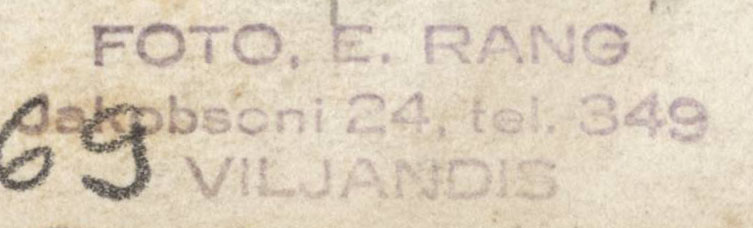 FOTO, E. RANG
Jakobsoni 24, tel. 349
69
VILJANDIS